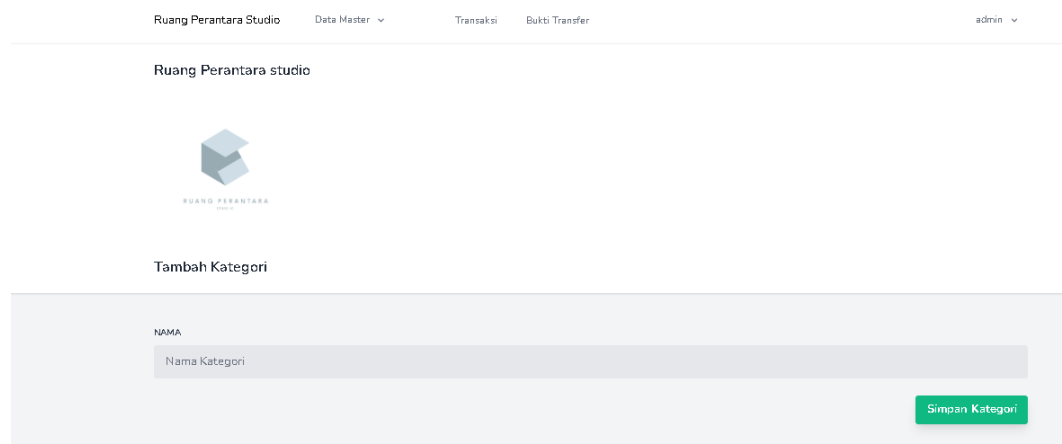 Ruang Perantara Studio Data Master Transaksi Bukti Transfer admin
Ruang Perantara studio
RUANG PERANTARA
Tambah Kategori
NAMA
Nama Kategori
Simpan Kategori